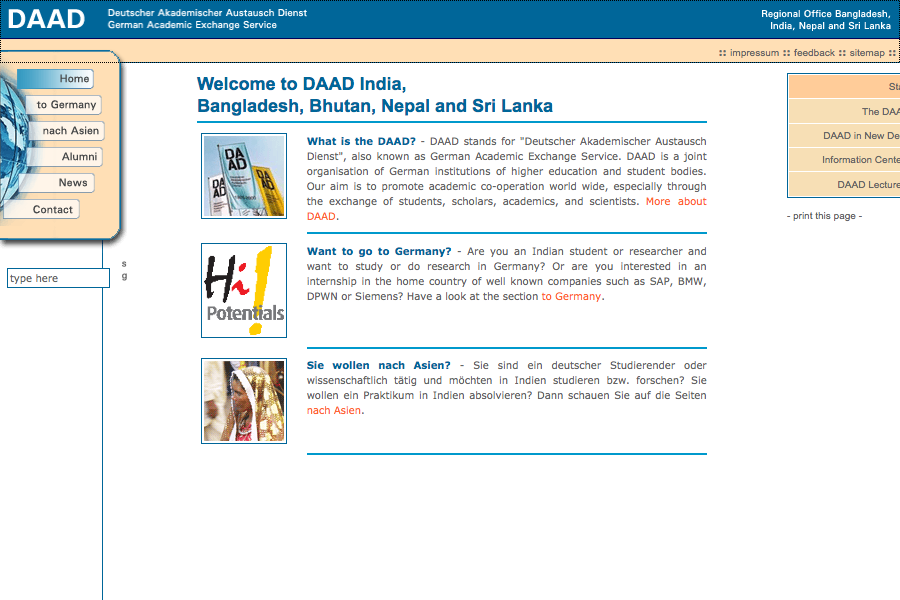 DAAD
Deutscher Akademischer Austausch Dienst
German Academic Exchange Service
Regional Office Bangladesh,
India, Nepal and Sri Lanka
:: impressum :: feedback :: sitemap ::
Home
to Germany
nach Asien
Alumni
News
Contact
type here
s
g
Welcome to DAAD India,
Bangladesh, Bhutan, Nepal and Sri Lanka
DA
AD
DA
AD
DA
AD
What is the DAAD? - DAAD stands for "Deutscher Akademischer Austausch
Dienst", also known as German Academic Exchange Service. DAAD is a joint
organisation of German institutions of higher education and student bodies.
Our aim is to promote academic co-operation world wide, especially through
the exchange of students, scholars, academics, and scientists. More about
DAAD.
Hi!
Potentials
Want to go to Germany? - Are you an Indian student or researcher and
want to study or do research in Germany? Or are you interested in an
internship in the home country of well known companies such as SAP, BMW,
DPWN or Siemens? Have a look at the section to Germany.
Sie wollen nach Asien? - Sie sind ein deutscher Studierender oder
wissenschaftlich tätig und möchten in Indien studieren bzw. forschen? Sie
wollen ein Praktikum in Indien absolvieren? Dann schauen Sie auf die Seiten
nach Asien.
Sta
The DAA
DAAD in New De
Information Cente
DAAD Lecture
- print this page -